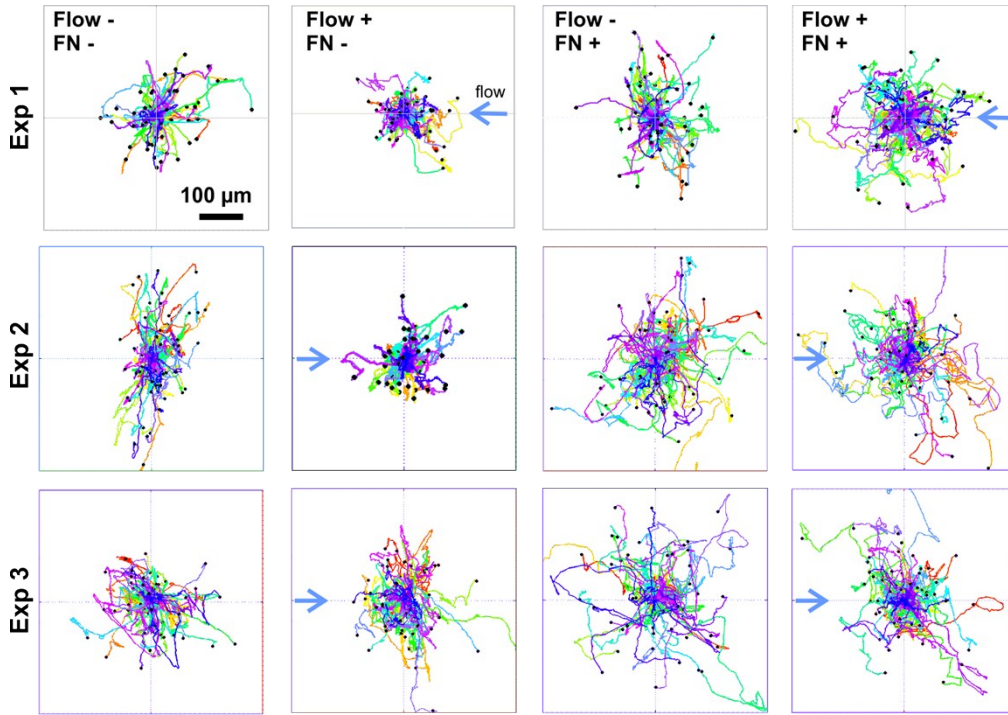 Flow -
FN -
Flow +
FN -
Flow -
FN +
Flow +
FN +
Exp 1
flow
100 µm
Exp 2
Exp 3